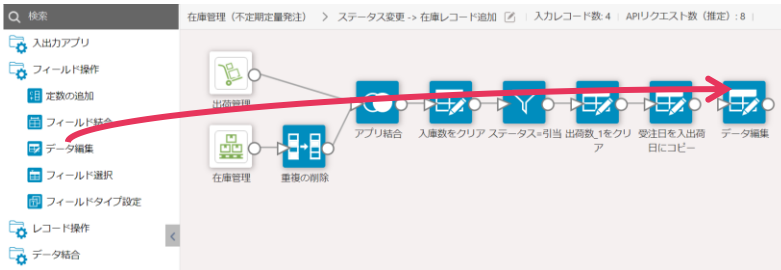 検索
在庫管理（不定期定量発注） > ステータス変更 -> 在庫レコード追加 入力レコード数: 4 APIリクエスト数（推定）: 8
入出力アプリ
フィールド操作
定数の追加
フィールド結合
データ編集
フィールド選択
フィールドタイプ設定
レコード操作
データ結合
出荷管理
在庫管理
重複の削除
アプリ結合
入庫数をクリア
ステータス=引当
出荷数_1をクリ
ア
受注日を入出荷
日にコピー
データ編集